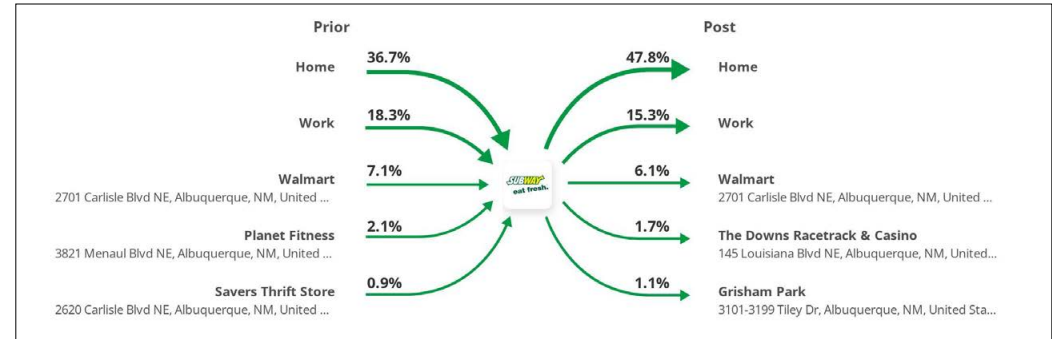 Prior
Post
36.7%
Home
47.8%
Home
18.3%
Work
15.3%
Work
7.1%
Walmart
2701 Carlisle Blvd NE, Albuquerque, NM, United ...
SUBWAY
eat fresh.
6.1%
Walmart
2701 Carlisle Blvd NE, Albuquerque, NM, United ...
2.1%
Planet Fitness
3821 Menaul Blvd NE, Albuquerque, NM, United ...
1.7%
The Downs Racetrack & Casino
145 Louisiana Blvd NE, Albuquerque, NM, United...
0.9%
Savers Thrift Store
2620 Carlisle Blvd NE, Albuquerque, NM, United ...
1.1%
Grisham Park
3101-3199 Tiley Dr, Albuquerque, NM, United Sta...